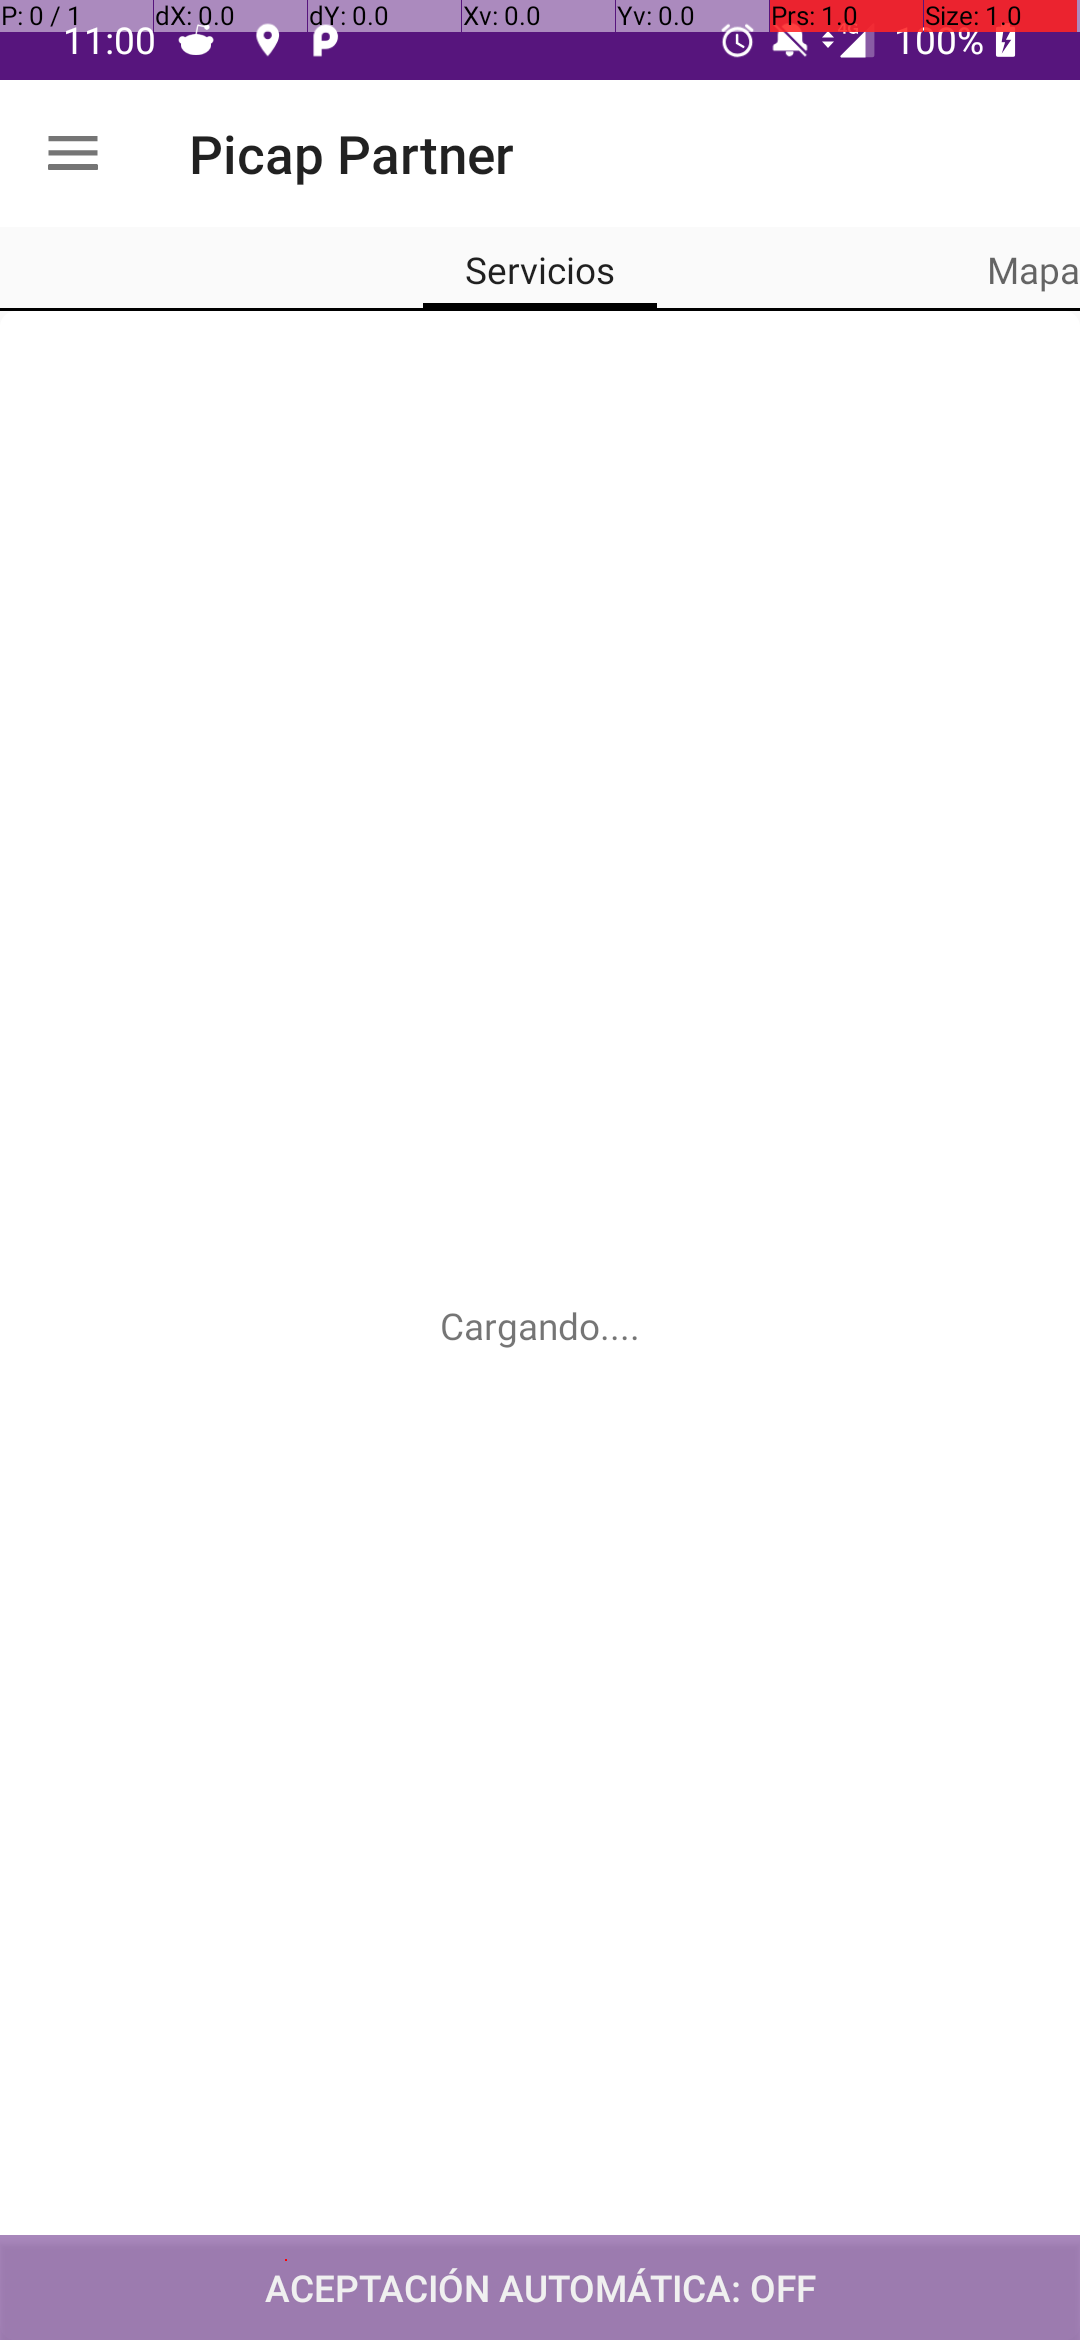 P: 0 / 1 dX: 0.0 dY: 0.0 Xv: 0.0 Yv: 0.0 Prs: 1.0 Size: 1.0
11:00 100%
Picap Partner
Servicios Mapa
Cargando....
ACEPTACIÓN AUTOMÁTICA: OFF